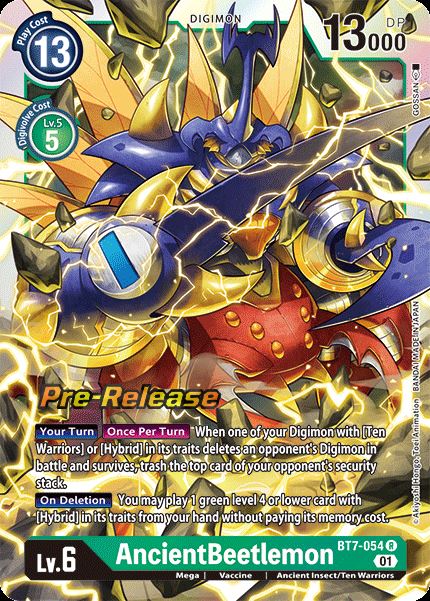 DIGIMON
Play Cost
13
13000 DP
Digivolve Cost
Lv.5
5
GOSSAN
Pre-Release
Your Turn Once Per Turn When one of your Digimon with [Ten
Warriors] or [Hybrid] in its traits deletes an opponent's Digimon in
battle and survives, trash the top card of your opponent's security
stack.
On Deletion You may play 1 green level 4 or lower card with
[Hybrid] in its traits from your hand without paying its memory cost.
©Akiyoshi Hongo, Toei Animation BANDAI MADE IN JAPAN
Lv.6
AncientBeetlemon
BT7-054 R
01
Mega | Vaccine | Ancient Insect/Ten Warriors